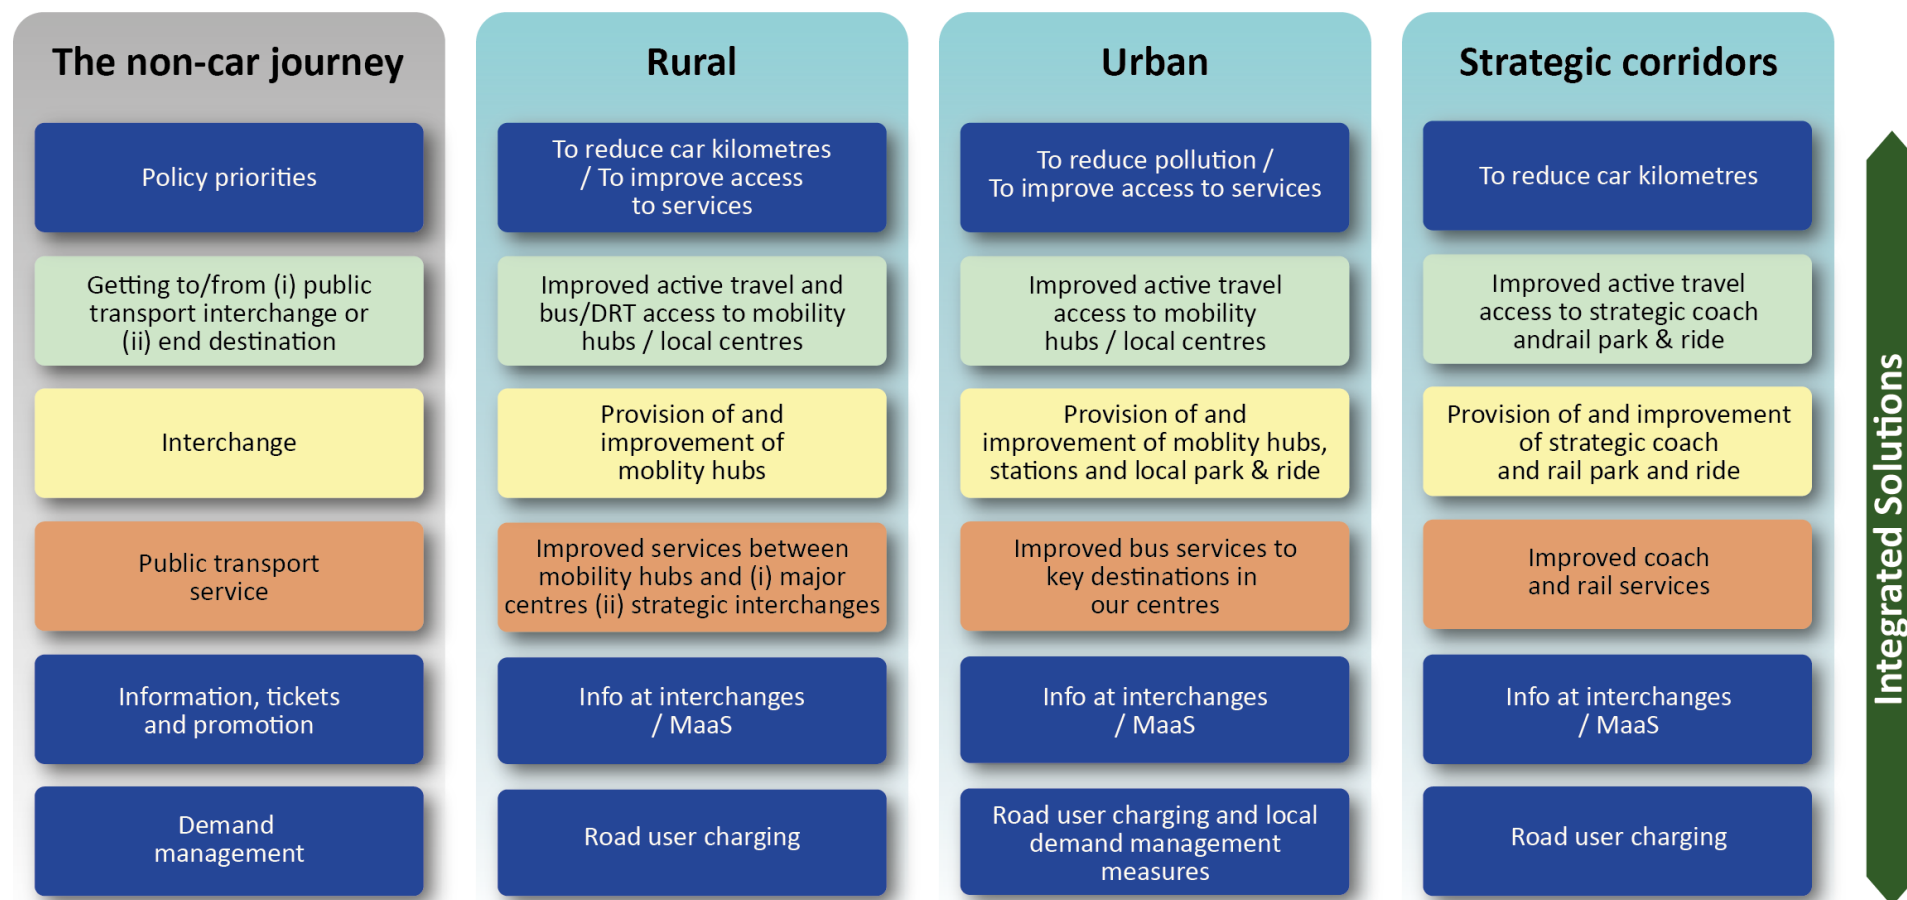 The non-car journey
Policy priorities
Getting to/from (i) public
transport interchange or
(ii) end destination
Interchange
Public transport
service
Information, tickets
and promotion
Demand
management
Rural
To reduce car kilometres
/ To improve access
to services
Improved active travel and
bus/DRT access to mobility
hubs / local centres
Provision of and
improvement of
moblity hubs
Improved services between
mobility hubs and (i) major
centres (ii) strategic interchanges
Info at interchanges
/ MaaS
Road user charging
Urban
To reduce pollution /
To improve access to services
Improved active travel
access to mobility
hubs / local centres
Provision of and
improvement of moblity hubs,
stations and local park & ride
Improved bus services to
key destinations in
our centres
Info at interchanges
/ MaaS
Road user charging and local
demand management
measures
Strategic corridors
To reduce car kilometres
Improved active travel
access to strategic coach
andrail park & ride
Provision of and improvement
of strategic coach
and rail park and ride
Improved coach
and rail services
Info at interchanges
/ MaaS
Road user charging
Integrated Solutions